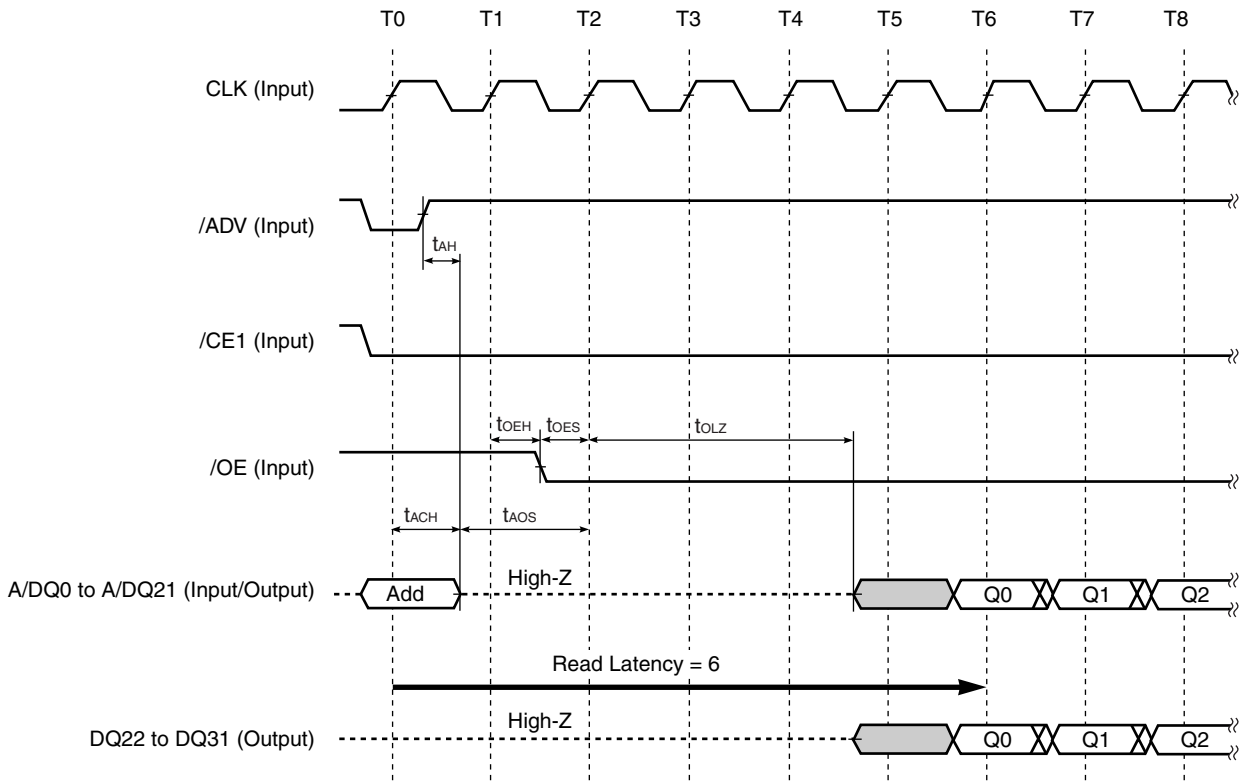 T0 T1 T2 T3 T4 T5 T6 T7 T8
CLK (Input)
/ADV (Input)
tAH
/CE1 (Input)
tOEH tOES tOLZ
/OE (Input)
tACH tAOS
High-Z
A/DQ0 to A/DQ21 (Input/Output) Add Q0 Q1 Q2
Read Latency = 6
High-Z
DQ22 to DQ31 (Output) Q0 Q1 Q2